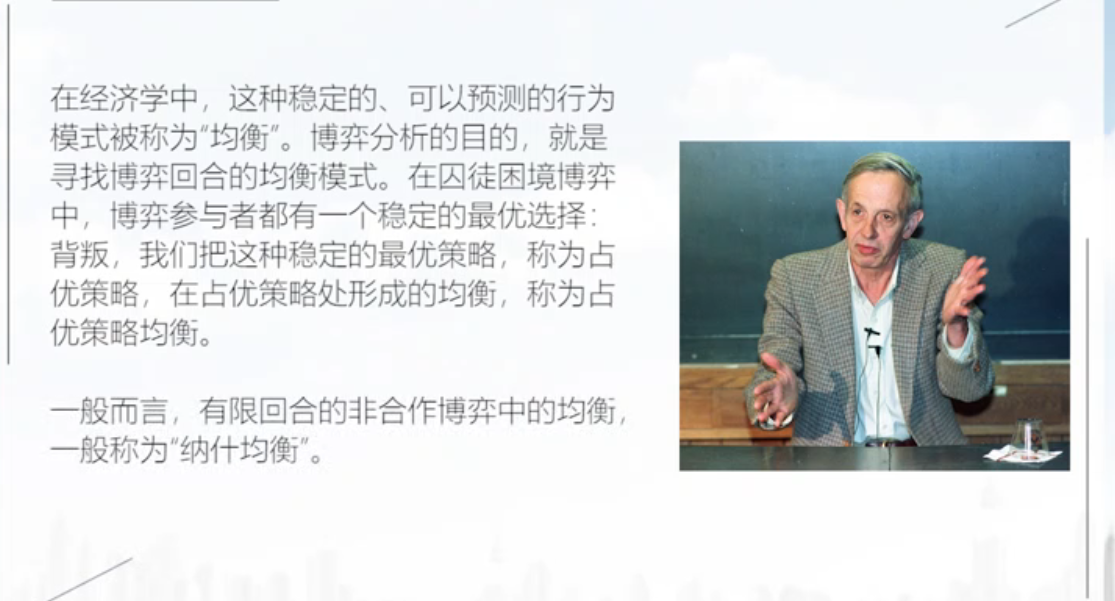 在经济学中，这种稳定的、可以预测的行为
模式被称为“均衡”。博弈分析的目的，就是
寻找博弈回合的均衡模式。在囚徒困境博弈
中，博弈参与者都有一个稳定的最优选择：
背叛，我们把这种稳定的最优策略，称为占
优策略，在占优策略处形成的均衡，称为占
优策略均衡。
一般而言，有限回合的非合作博弈中的均衡，
一般称为“纳什均衡”。